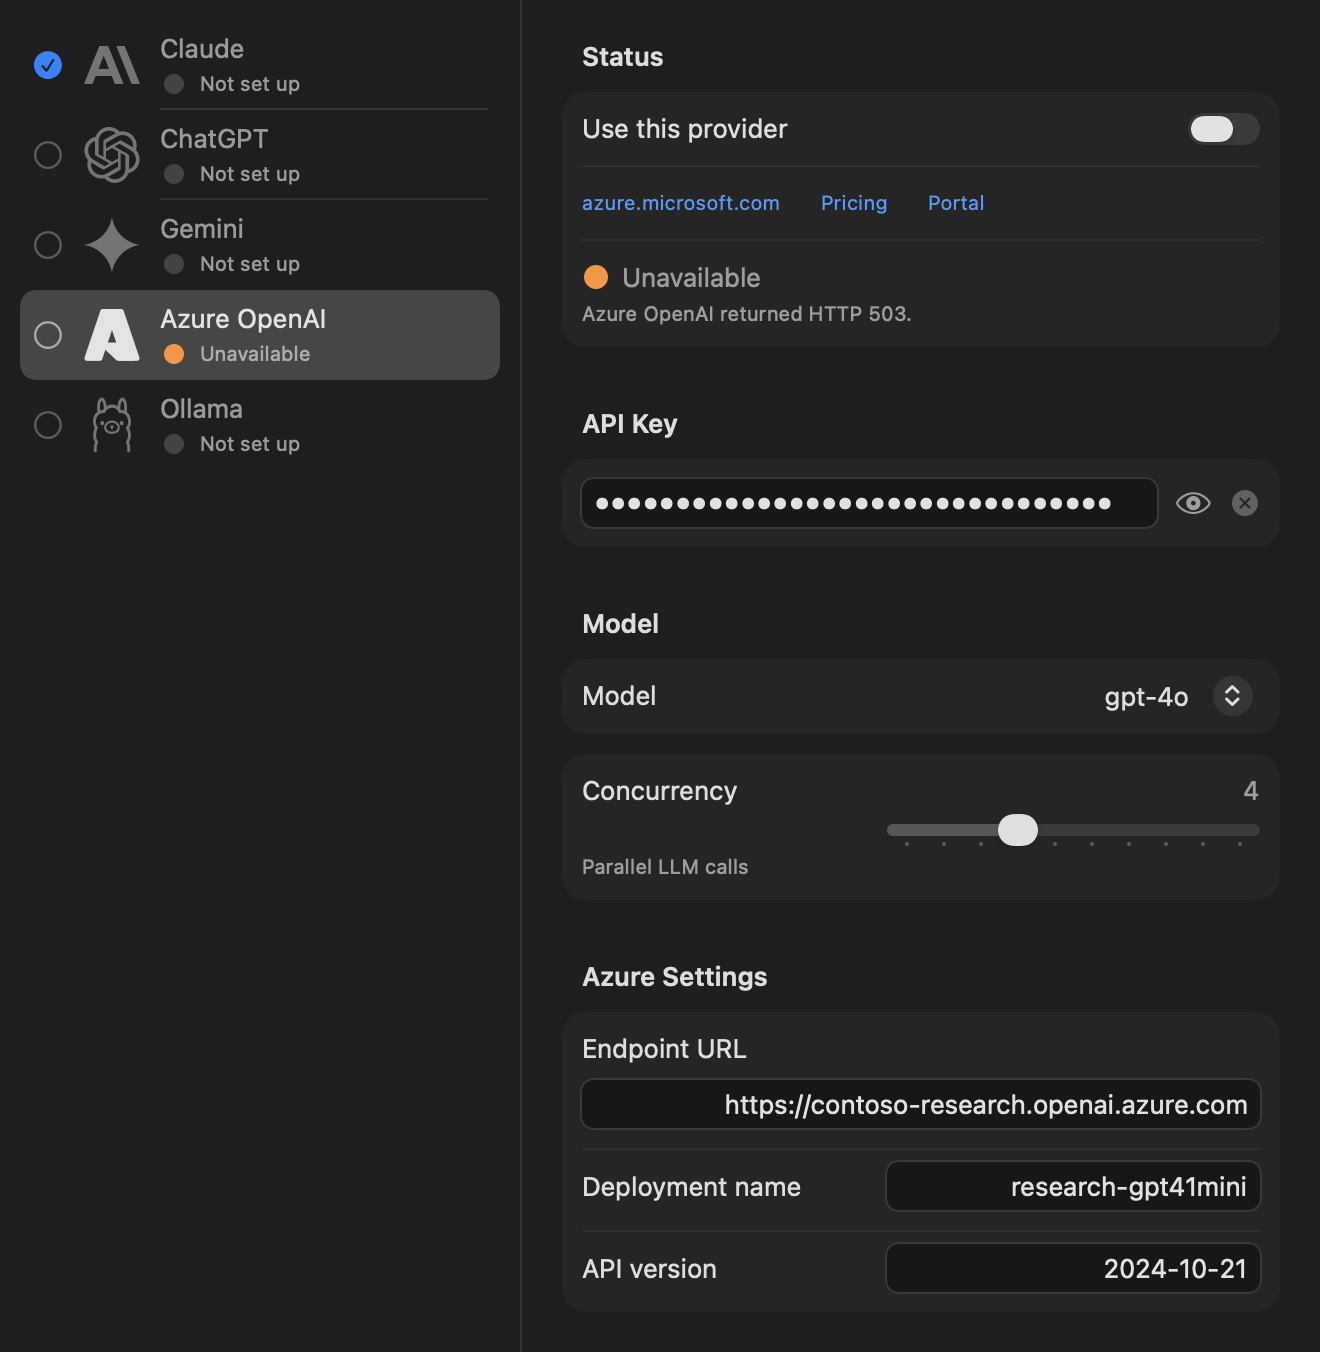 Claude
Not set up
ChatGPT
Not set up
Gemini
Not set up
Azure OpenAI
Unavailable
Ollama
Not set up
Status
Use this provider
azure.microsoft.com Pricing Portal
Unavailable
Azure OpenAI returned HTTP 503.
API Key
Model
Model gpt-4o
Concurrency 4
Parallel LLM calls
Azure Settings
Endpoint URL
https://contoso-research.openai.azure.com
Deployment name research-gpt41mini
API version 2024-10-21